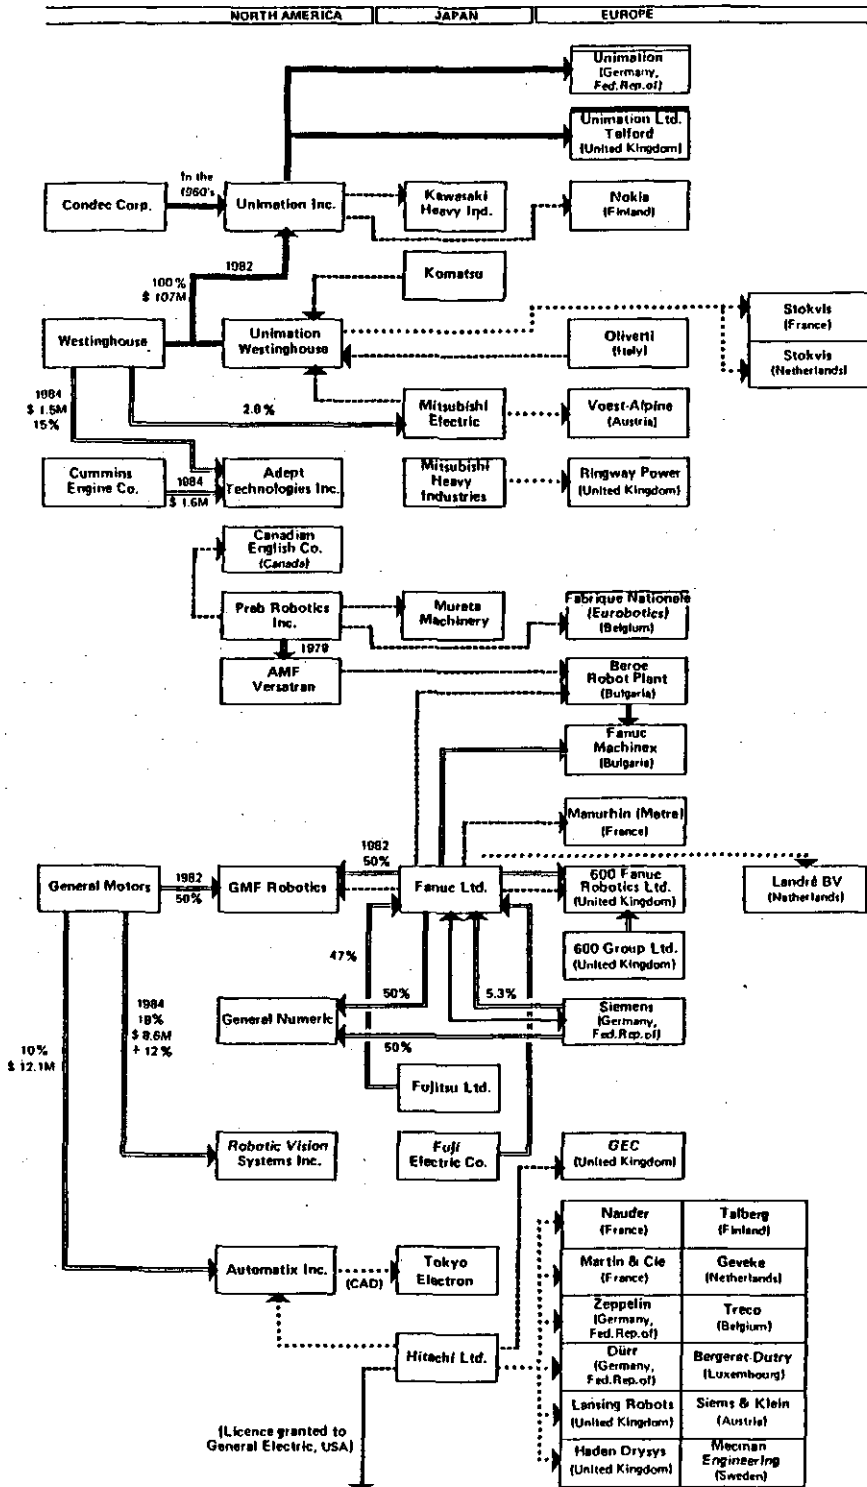 NORTH AMERICA
JAPAN
EUROPE
Unimation
(Germany,
Fed.Rep.of)
Unimation Ltd.
Telford
(United Kingdom)
In the
1960's
Condec Corp.
Unimation Inc.
Kawasaki
Heavy Ind.
Nokia
(Finland)
1982
100%
$ 107M
Komatsu
Westinghouse
Unimation
Westinghouse
Olivetti
(Italy)
Stokvis
(France)
Stokvis
(Netherlands)
1984
$ 1.5M
15%
2.8%
Mitsubishi
Electric
Voest-Alpine
(Austria)
Cummins
Engine Co.
1984
$ 1.6M
Adept
Technologies Inc.
Mitsubishi
Heavy
Industries
Ringway Power
(United Kingdom)
Canadian
English Co.
(Canada)
Prab Robotics
Inc.
Murata
Machinery
Fabrique Nationale
(Eurobotics)
(Belgium)
1979
AMF
Versatran
Beroe
Robot Plant
(Bulgaria)
Fanuc
Machinex
(Bulgaria)
Manurhin (Matra)
(France)
General Motors
1982
50%
GMF Robotics
1982
50%
Fanuc Ltd.
600 Fanuc
Robotics Ltd.
(United Kingdom)
Landré BV
(Netherlands)
600 Group Ltd.
(United Kingdom)
47%
50%
5.3%
General Numeric
50%
Siemens
(Germany,
Fed.Rep.of)
1984
18%
$ 8.6M
+ 12%
10%
$ 12.1M
Fujitsu Ltd.
Robotic Vision
Systems Inc.
Fuji
Electric Co.
GEC
(United Kingdom)
Automatix Inc.
(CAD)
Tokyo
Electron
Hitachi Ltd.
Nauder
(France)
Talberg
(Finland)
Martin & Cie
(France)
Geveke
(Netherlands)
Zeppelin
(Germany,
Fed.Rep.of)
Treco
(Belgium)
Dürr
(Germany,
Fed.Rep.of)
Bergerat-Dutry
(Luxembourg)
Lansing Robots
(United Kingdom)
Siems & Klein
(Austria)
Haden Drysys
(United Kingdom)
Mecman
Engineering
(Sweden)
(Licence granted to
General Electric, USA)